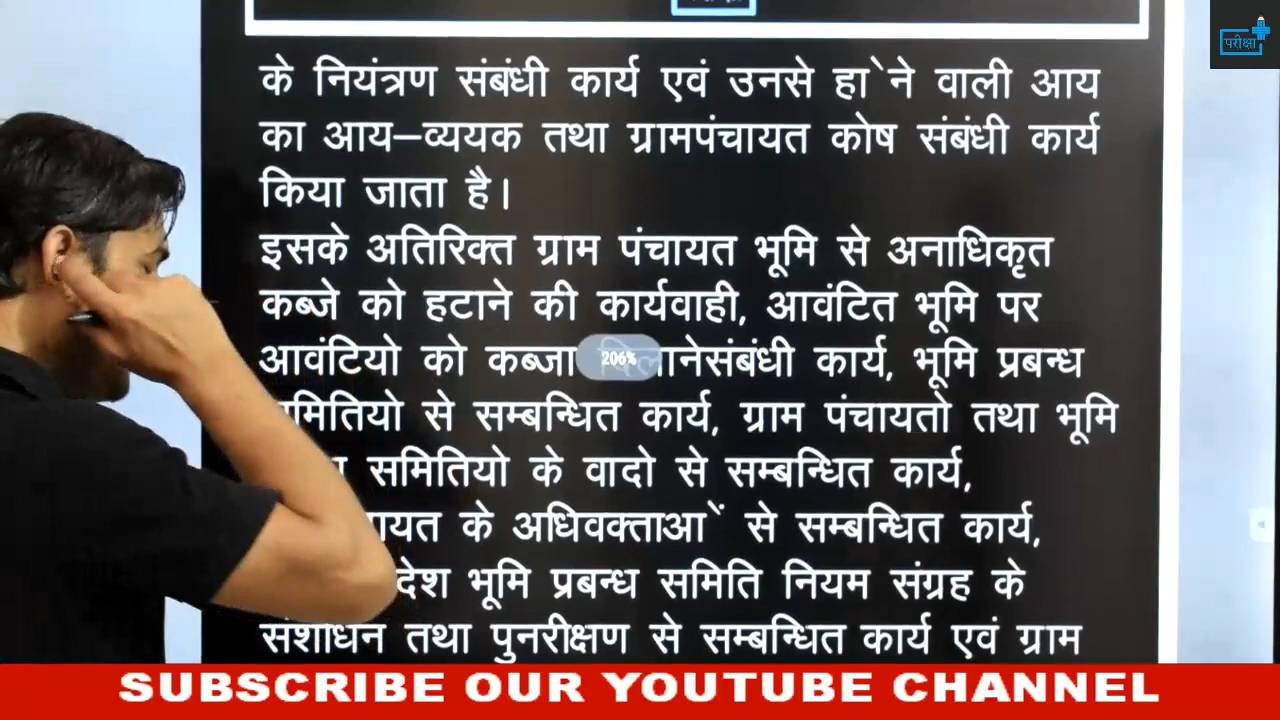 परीक्षा
के नियंत्रण संबंधी कार्य एवं उनसे हा`ने वाली आय
का आय–व्ययक तथा ग्रामपंचायत कोष संबंधी कार्य
किया जाता है।
इसके अतिरिक्त ग्राम पंचायत भूमि से अनाधिकृत
कब्जे को हटाने की कार्यवाही, आवंटित भूमि पर
आवंटियो को कब्जा 206% कार्य, भूमि प्रबन्ध
से सम्बन्धित कार्य, ग्राम पंचायतो तथा भूमि
समितियो के वादो से सम्बन्धित कार्य,
के अधिवक्ताआें से सम्बन्धित कार्य,
भूमि प्रबन्ध समिति नियम संग्रह के
संशाधन तथा पुनरीक्षण से सम्बन्धित कार्य एवं ग्राम
SUBSCRIBE OUR YOUTUBE CHANNEL